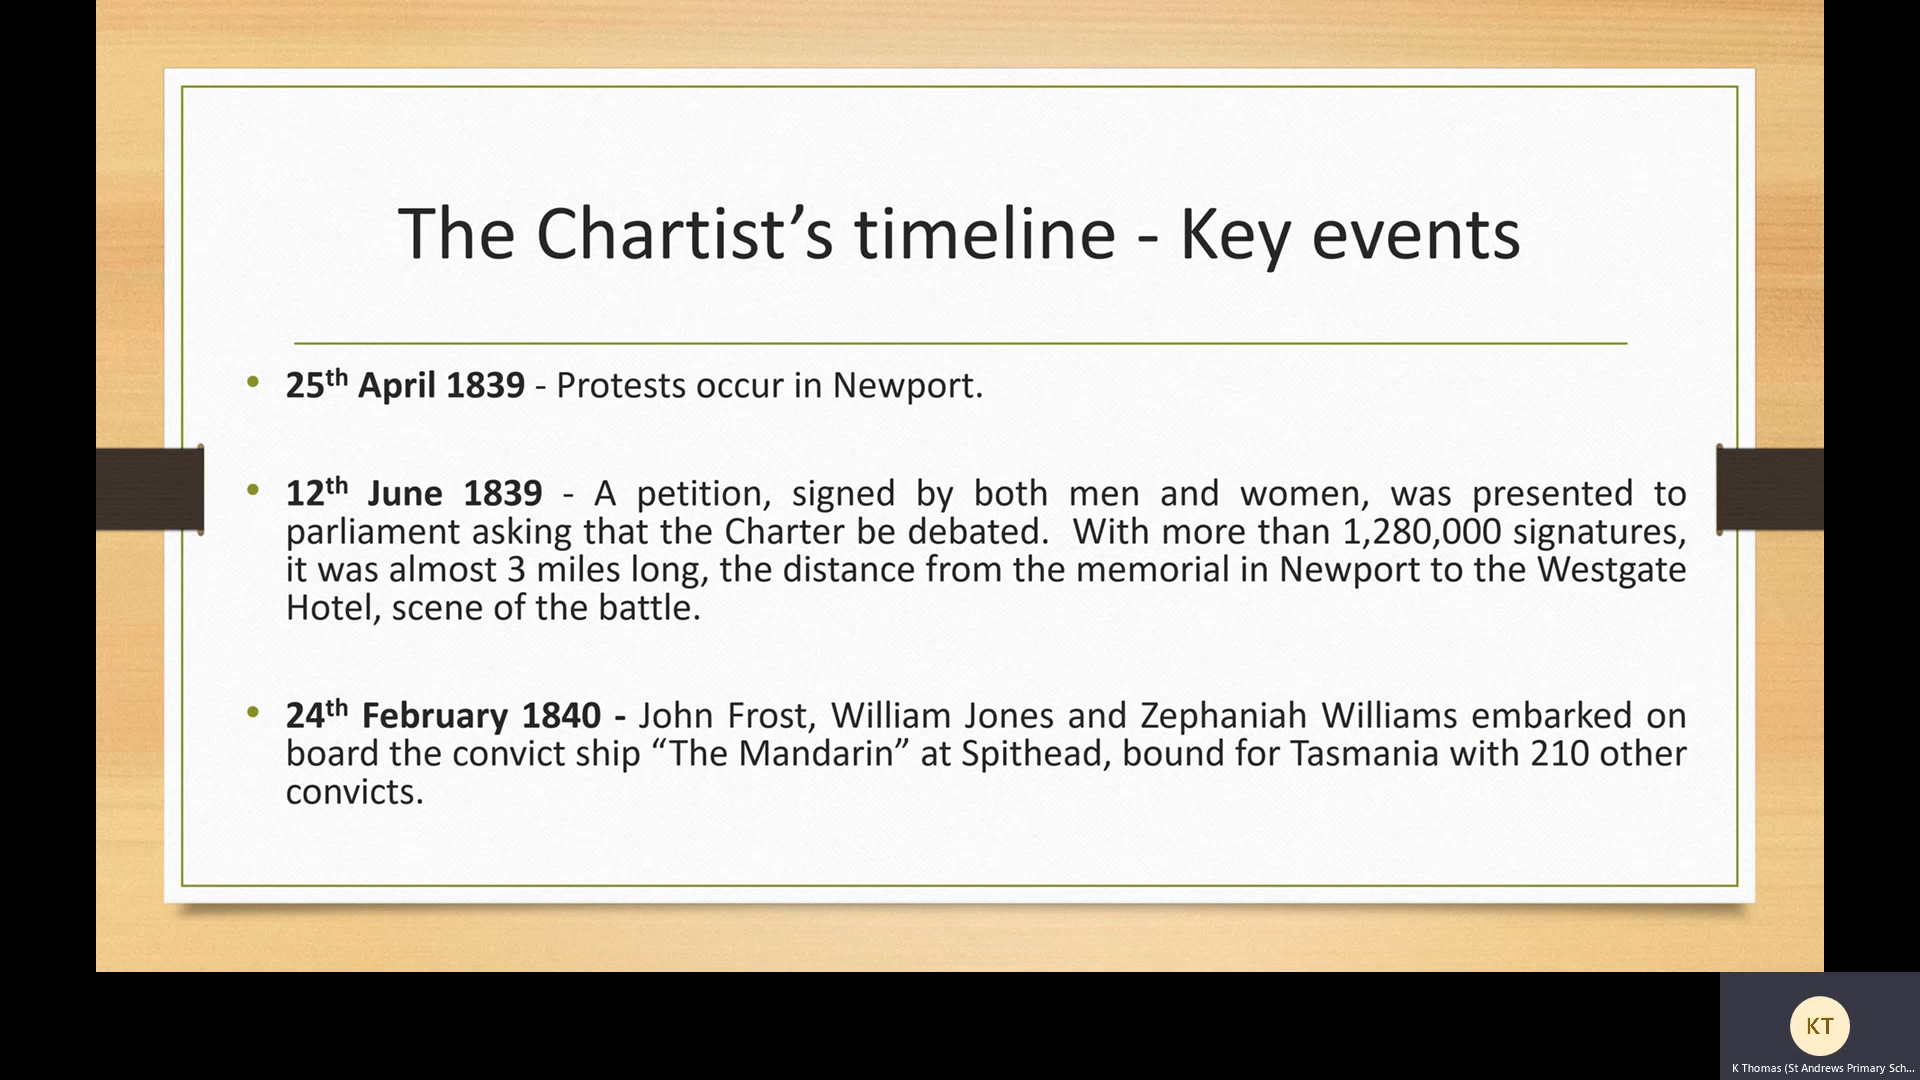 The Chartist’s timeline - Key events
• 25th April 1839 - Protests occur in Newport.
• 12th June 1839 - A petition, signed by both men and women, was presented to
parliament asking that the Charter be debated.  With more than 1,280,000 signatures,
it was almost 3 miles long, the distance from the memorial in Newport to the Westgate
Hotel, scene of the battle.
• 24th February 1840 - John Frost, William Jones and Zephaniah Williams embarked on
board the convict ship “The Mandarin” at Spithead, bound for Tasmania with 210 other
convicts.
KT
K Thomas (St Andrews Primary Sch...